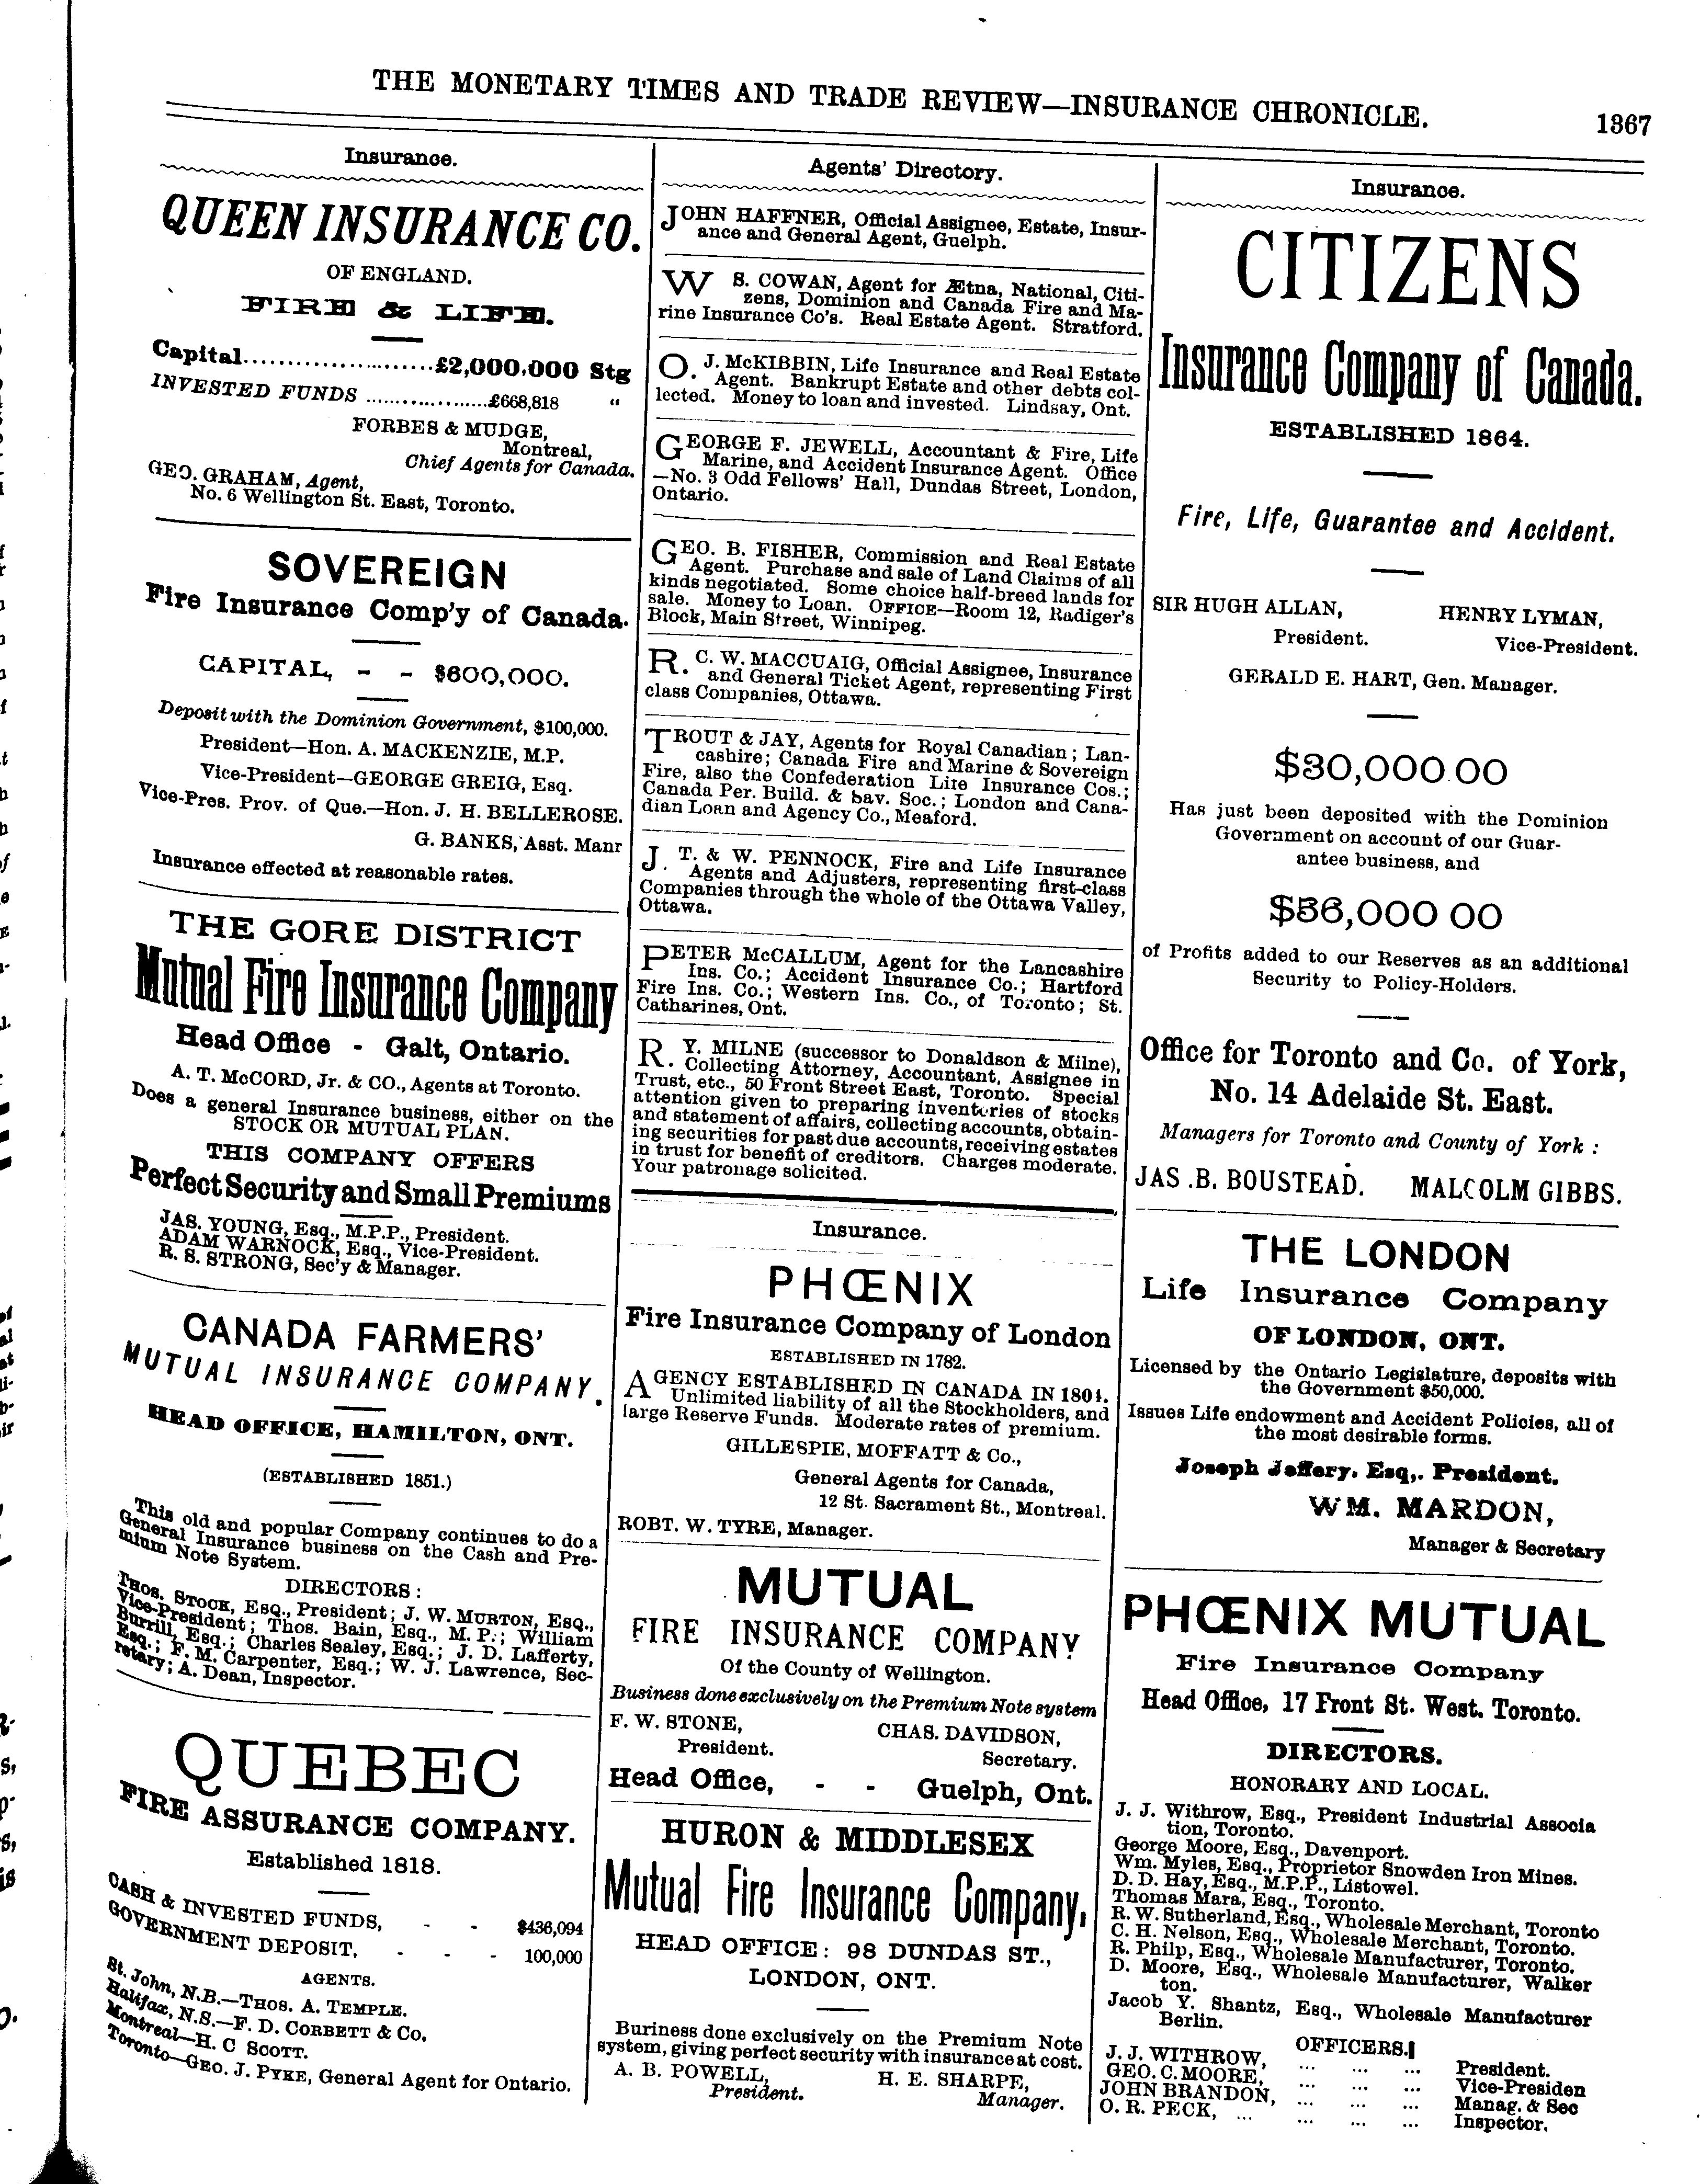 THE MONETARY TIMES AND TRADE REVIEW—INSURANCE CHRONICLE.
1367
Insurance.
QUEEN INSURANCE CO.
OF ENGLAND.
FIRE & LIFE.
Capital......................£2,000,000 Stg
INVESTED FUNDS ..................£668,818 "
FORBES & MUDGE,
Montreal,
Chief Agents for Canada.
GEO. GRAHAM, Agent,
No. 6 Wellington St. East, Toronto.
SOVEREIGN
Fire Insurance Comp'y of Canada.
CAPITAL, - - $600,000.
Deposit with the Dominion Government, $100,000.
President—Hon. A. MACKENZIE, M.P.
Vice-President—GEORGE GREIG, Esq.
Vice-Pres. Prov. of Que.—Hon. J. H. BELLEROSE.
G. BANKS, Asst. Manr
Insurance effected at reasonable rates.
THE GORE DISTRICT
Mutual Fire Insurance Company
Head Office - Galt, Ontario.
A. T. McCORD, Jr. & CO., Agents at Toronto.
Does a general Insurance business, either on the
STOCK OR MUTUAL PLAN.
THIS COMPANY OFFERS
Perfect Security and Small Premiums
JAS. YOUNG, Esq., M.P.P., President.
ADAM WARNOCK, Esq., Vice-President.
R. S. STRONG, Sec'y & Manager.
CANADA FARMERS'
MUTUAL INSURANCE COMPANY.
HEAD OFFICE, HAMILTON, ONT.
(ESTABLISHED 1851.)
This old and popular Company continues to do a
General Insurance business on the Cash and Pre-
mium Note System.
DIRECTORS:
THOS. STOCK, ESQ., President; J. W. MURTON, ESQ.,
Vice-President; Thos. Bain, Esq., M. P.; William
Burrill, Esq.; Charles Sealey, Esq.; J. D. Lafferty,
Esq.; F. M. Carpenter, Esq.; W. J. Lawrence, Sec-
retary; A. Dean, Inspector.
QUEBEC
FIRE ASSURANCE COMPANY.
Established 1818.
CASH & INVESTED FUNDS, - - $436,094
GOVERNMENT DEPOSIT, - - - 100,000
AGENTS.
St. John, N.B.—THOS. A. TEMPLE.
Halifax, N.S.—F. D. CORBETT & CO.
Montreal—H. C SCOTT.
Toronto—GEO. J. PYKE, General Agent for Ontario.
Agents' Directory.
JOHN HAFFNER, Official Assignee, Estate, Insur-
ance and General Agent, Guelph.
W S. COWAN, Agent for Ætna, National, Citi-
zens, Dominion and Canada Fire and Ma-
rine Insurance Co's. Real Estate Agent. Stratford.
O. J. McKIBBIN, Life Insurance and Real Estate
Agent. Bankrupt Estate and other debts col-
lected. Money to loan and invested. Lindsay, Ont.
GEORGE F. JEWELL, Accountant & Fire, Life
Marine, and Accident Insurance Agent. Office
—No. 3 Odd Fellows' Hall, Dundas Street, London,
Ontario.
GEO. B. FISHER, Commission and Real Estate
Agent. Purchase and sale of Land Claims of all
kinds negotiated. Some choice half-breed lands for
sale. Money to Loan. OFFICE—Room 12, Radiger's
Block, Main Street, Winnipeg.
R. C. W. MACCUAIG, Official Assignee, Insurance
and General Ticket Agent, representing First
class Companies, Ottawa.
TROUT & JAY, Agents for Royal Canadian; Lan-
cashire; Canada Fire and Marine & Sovereign
Fire, also the Confederation Life Insurance Cos.;
Canada Per. Build. & Sav. Soc.; London and Cana-
dian Loan and Agency Co., Meaford.
J. T. & W. PENNOCK, Fire and Life Insurance
Agents and Adjusters, representing first-class
Companies through the whole of the Ottawa Valley,
Ottawa.
PETER McCALLUM, Agent for the Lancashire
Ins. Co.; Accident Insurance Co.; Hartford
Fire Ins. Co.; Western Ins. Co., of Toronto; St.
Catharines, Ont.
R. Y. MILNE (successor to Donaldson & Milne),
Collecting Attorney, Accountant, Assignee in
Trust, etc., 50 Front Street East, Toronto. Special
attention given to preparing inventories of stocks
and statement of affairs, collecting accounts, obtain-
ing securities for past due accounts, receiving estates
in trust for benefit of creditors. Charges moderate.
Your patronage solicited.
Insurance.
PHŒNIX
Fire Insurance Company of London
ESTABLISHED IN 1782.
AGENCY ESTABLISHED IN CANADA IN 1804.
Unlimited liability of all the Stockholders, and
large Reserve Funds. Moderate rates of premium.
GILLESPIE, MOFFATT & Co.,
General Agents for Canada,
12 St. Sacrament St., Montreal.
ROBT. W. TYRE, Manager.
MUTUAL
FIRE INSURANCE COMPANY
Of the County of Wellington.
Business done exclusively on the Premium Note system
F. W. STONE, CHAS. DAVIDSON,
President. Secretary.
Head Office, - - Guelph, Ont.
HURON & MIDDLESEX
Mutual Fire Insurance Company,
HEAD OFFICE: 98 DUNDAS ST.,
LONDON, ONT.
Buriness done exclusively on the Premium Note
system, giving perfect security with insurance at cost.
A. B. POWELL, H. E. SHARPE,
President. Manager.
Insurance.
CITIZENS
Insurance Company of Canada.
ESTABLISHED 1864.
Fire, Life, Guarantee and Accident.
SIR HUGH ALLAN, HENRY LYMAN,
President. Vice-President.
GERALD E. HART, Gen. Manager.
$30,000 00
Has just been deposited with the Dominion
Government on account of our Guar-
antee business, and
$56,000 00
of Profits added to our Reserves as an additional
Security to Policy-Holders.
Office for Toronto and Co. of York,
No. 14 Adelaide St. East.
Managers for Toronto and County of York:
JAS .B. BOUSTEAD. MALCOLM GIBBS.
THE LONDON
Life Insurance Company
OF LONDON, ONT.
Licensed by the Ontario Legislature, deposits with
the Government $50,000.
Issues Life endowment and Accident Policies, all of
the most desirable forms.
Joseph Jeffery, Esq,. President.
WM. MARDON,
Manager & Secretary
PHŒNIX MUTUAL
Fire Insurance Company
Head Office, 17 Front St. West, Toronto.
DIRECTORS.
HONORARY AND LOCAL.
J. J. Withrow, Esq., President Industrial Associa
tion, Toronto.
George Moore, Esq., Davenport.
Wm. Myles, Esq., Proprietor Snowden Iron Mines.
D. D. Hay, Esq., M.P.P., Listowel.
Thomas Mara, Esq., Toronto.
R. W. Sutherland, Esq., Wholesale Merchant, Toronto
C. H. Nelson, Esq., Wholesale Merchant, Toronto.
R. Philp, Esq., Wholesale Manufacturer, Toronto.
D. Moore, Esq., Wholesale Manufacturer, Walker
ton.
Jacob Y. Shantz, Esq., Wholesale Manufacturer
Berlin.
OFFICERS.
J. J. WITHROW, ... ... ... President.
GEO. C. MOORE, ... ... ... Vice-Presiden
JOHN BRANDON, ... ... ... Manag. & Sec
O. R. PECK, ... ... ... ... Inspector.